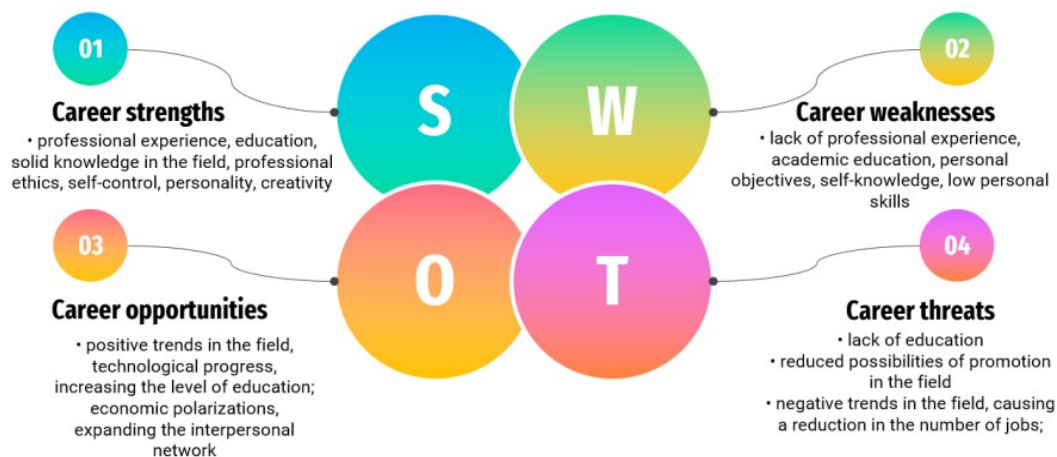 01
Career strengths
• professional experience, education,
solid knowledge in the field, professional
ethics, self-control, personality, creativity
S
W
02
Career weaknesses
• lack of professional experience,
academic education, personal
objectives, self-knowledge, low personal
skills
03
Career opportunities
• positive trends in the field,
technological progress,
increasing the level of education;
economic polarizations,
expanding the interpersonal
network
O
T
04
Career threats
• lack of education
• reduced possibilities of promotion
in the field
• negative trends in the field, causing
a reduction in the number of jobs;